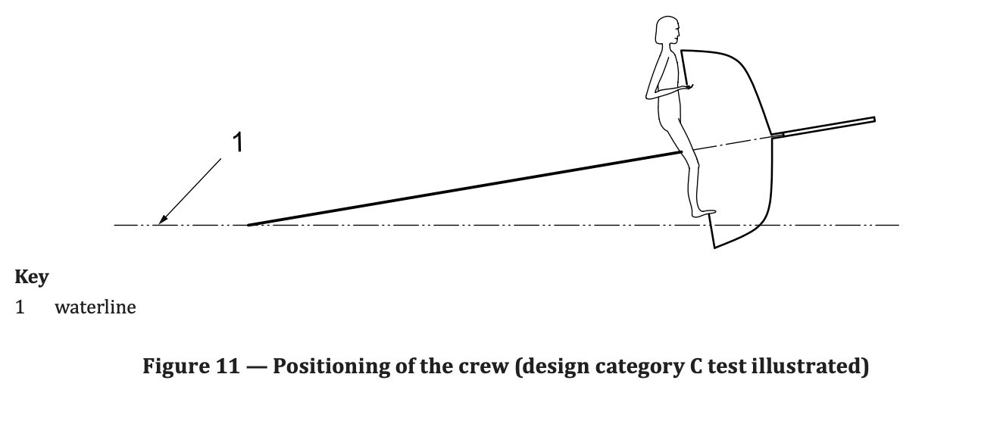 1
Key
1 waterline
Figure 11 — Positioning of the crew (design category C test illustrated)